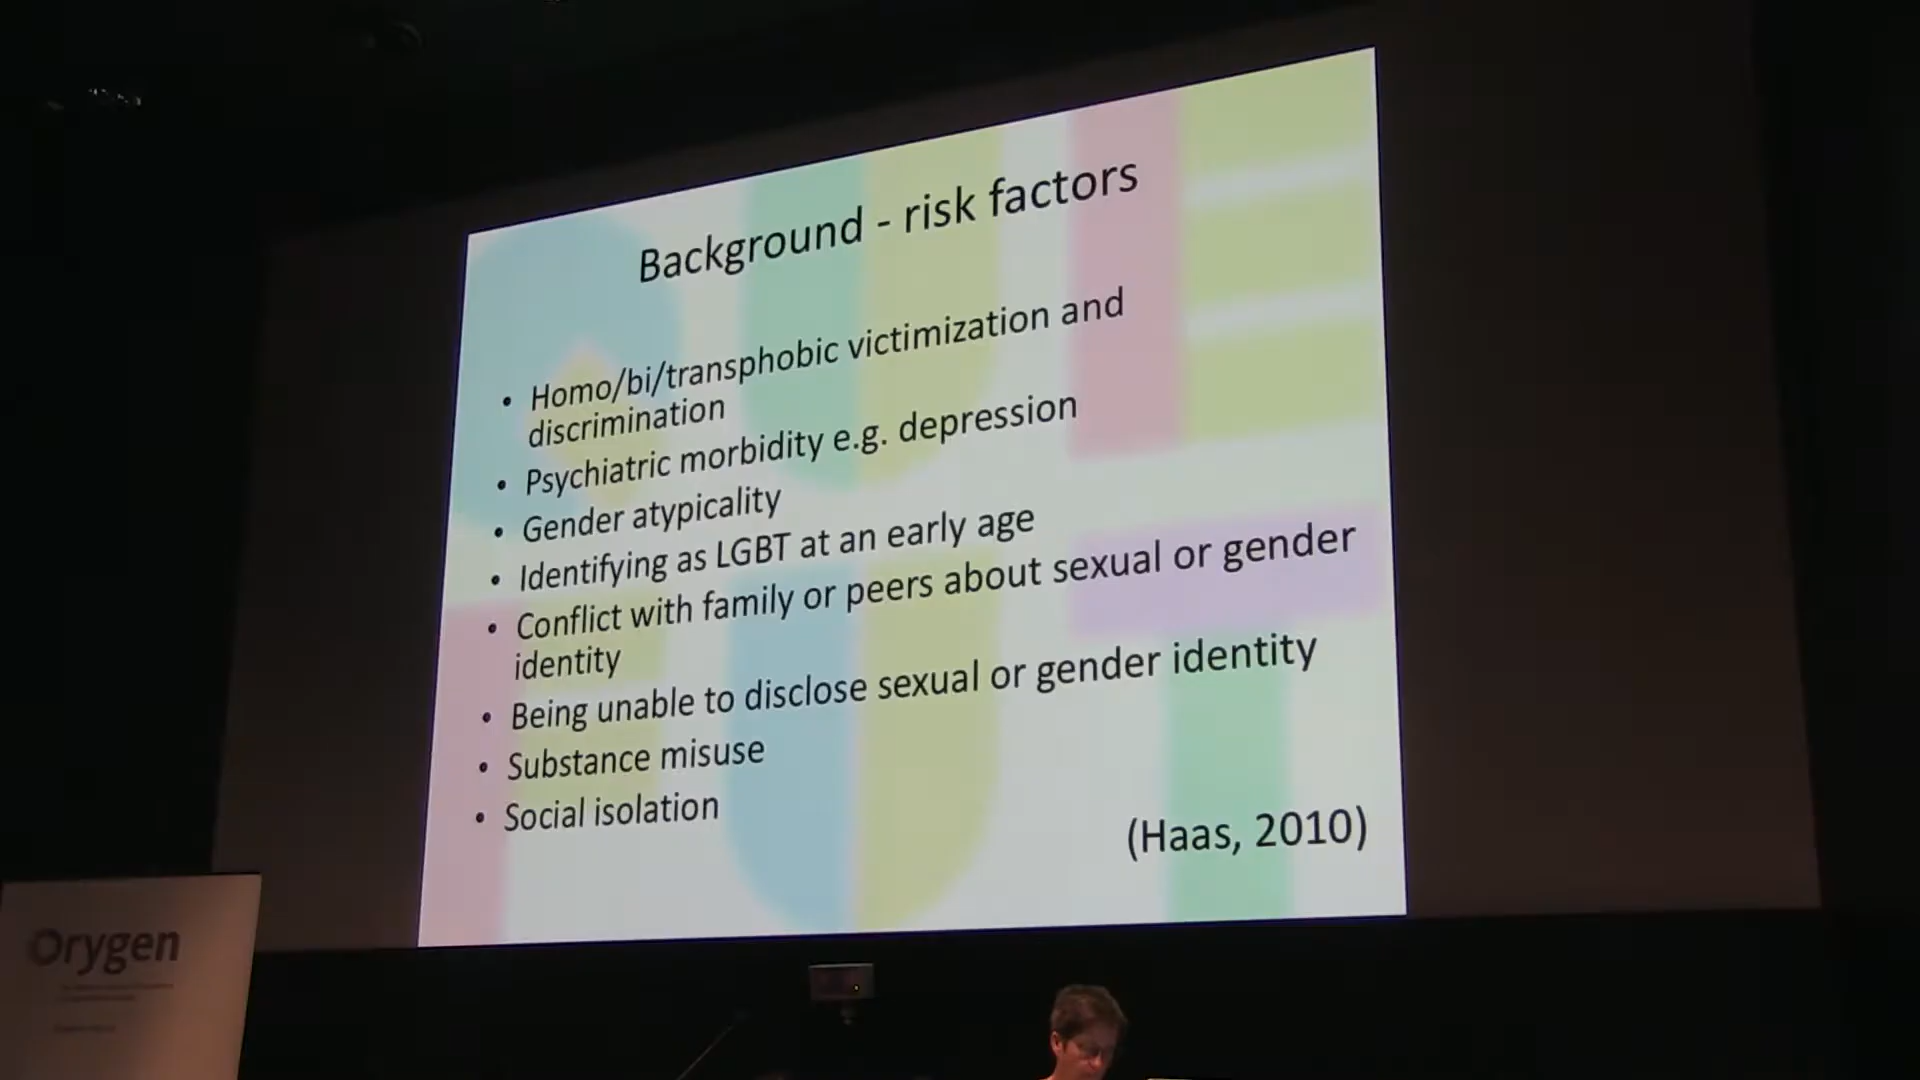 Background - risk factors
• Homo/bi/transphobic victimization and
discrimination
• Psychiatric morbidity e.g. depression
• Gender atypicality
• Identifying as LGBT at an early age
• Conflict with family or peers about sexual or gender
identity
• Being unable to disclose sexual or gender identity
• Substance misuse
• Social isolation
(Haas, 2010)
Orygen